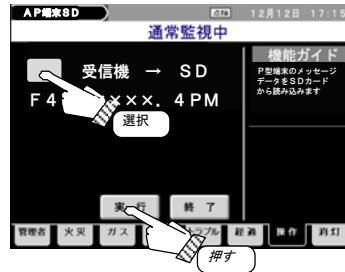 AP端末SD 点検 12月12日 17:15
通常監視中
機能ガイド
P型端末のメッセージ
データをSDカード
から読み込みます
受信機 → SD
F4 ×××. 4PM
選択
実行 終了
管理者 火災 ガス トラブル 経過 操作 消灯
押す